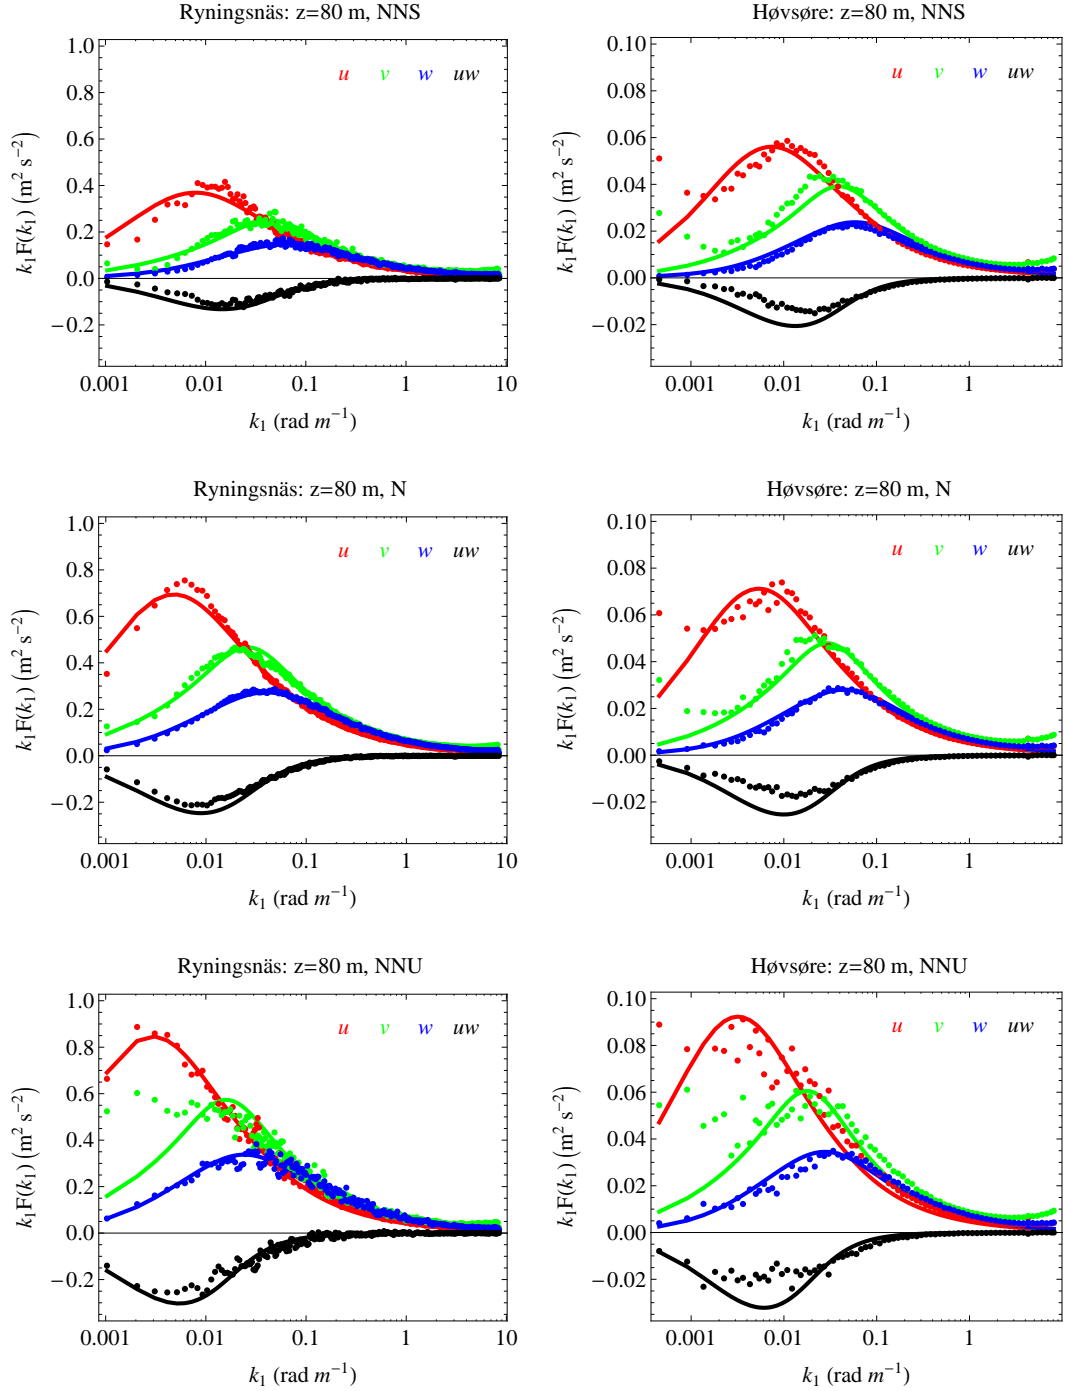 Ryningsnäs: z=80 m, NNS
Høvsøre: z=80 m, NNS
u v w uw
u v w uw
k₁F(k₁) (m² s⁻²)
k₁F(k₁) (m² s⁻²)
1.0
0.8
0.6
0.4
0.2
0.0
−0.2
0.10
0.08
0.06
0.04
0.02
0.00
−0.02
0.001 0.01 0.1 1 10
0.001 0.01 0.1 1
k₁ (rad m⁻¹)
k₁ (rad m⁻¹)
Ryningsnäs: z=80 m, N
Høvsøre: z=80 m, N
u v w uw
u v w uw
k₁F(k₁) (m² s⁻²)
k₁F(k₁) (m² s⁻²)
1.0
0.8
0.6
0.4
0.2
0.0
−0.2
0.10
0.08
0.06
0.04
0.02
0.00
−0.02
0.001 0.01 0.1 1 10
0.001 0.01 0.1 1
k₁ (rad m⁻¹)
k₁ (rad m⁻¹)
Ryningsnäs: z=80 m, NNU
Høvsøre: z=80 m, NNU
u v w uw
u v w uw
k₁F(k₁) (m² s⁻²)
k₁F(k₁) (m² s⁻²)
1.0
0.8
0.6
0.4
0.2
0.0
−0.2
0.10
0.08
0.06
0.04
0.02
0.00
−0.02
0.001 0.01 0.1 1 10
0.001 0.01 0.1 1
k₁ (rad m⁻¹)
k₁ (rad m⁻¹)